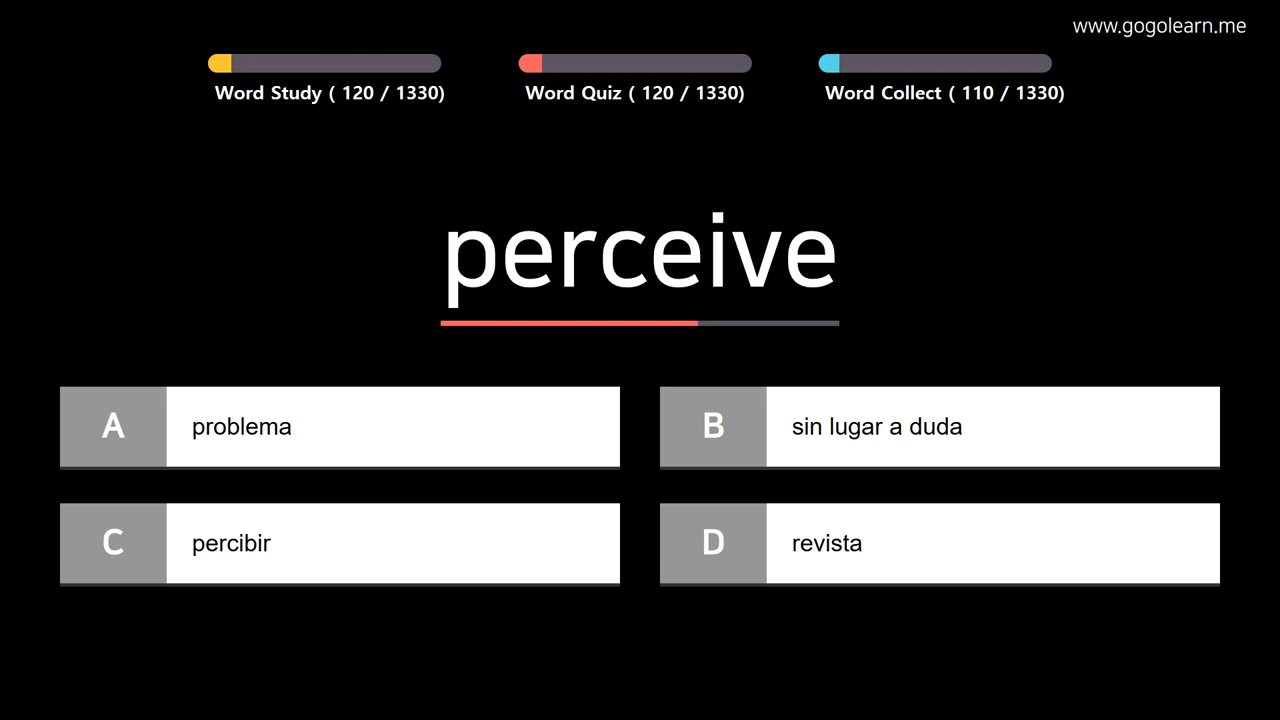 www.gogolearn.me
Word Study ( 120 / 1330)
Word Quiz ( 120 / 1330)
Word Collect ( 110 / 1330)
perceive
A problema
B sin lugar a duda
C percibir
D revista